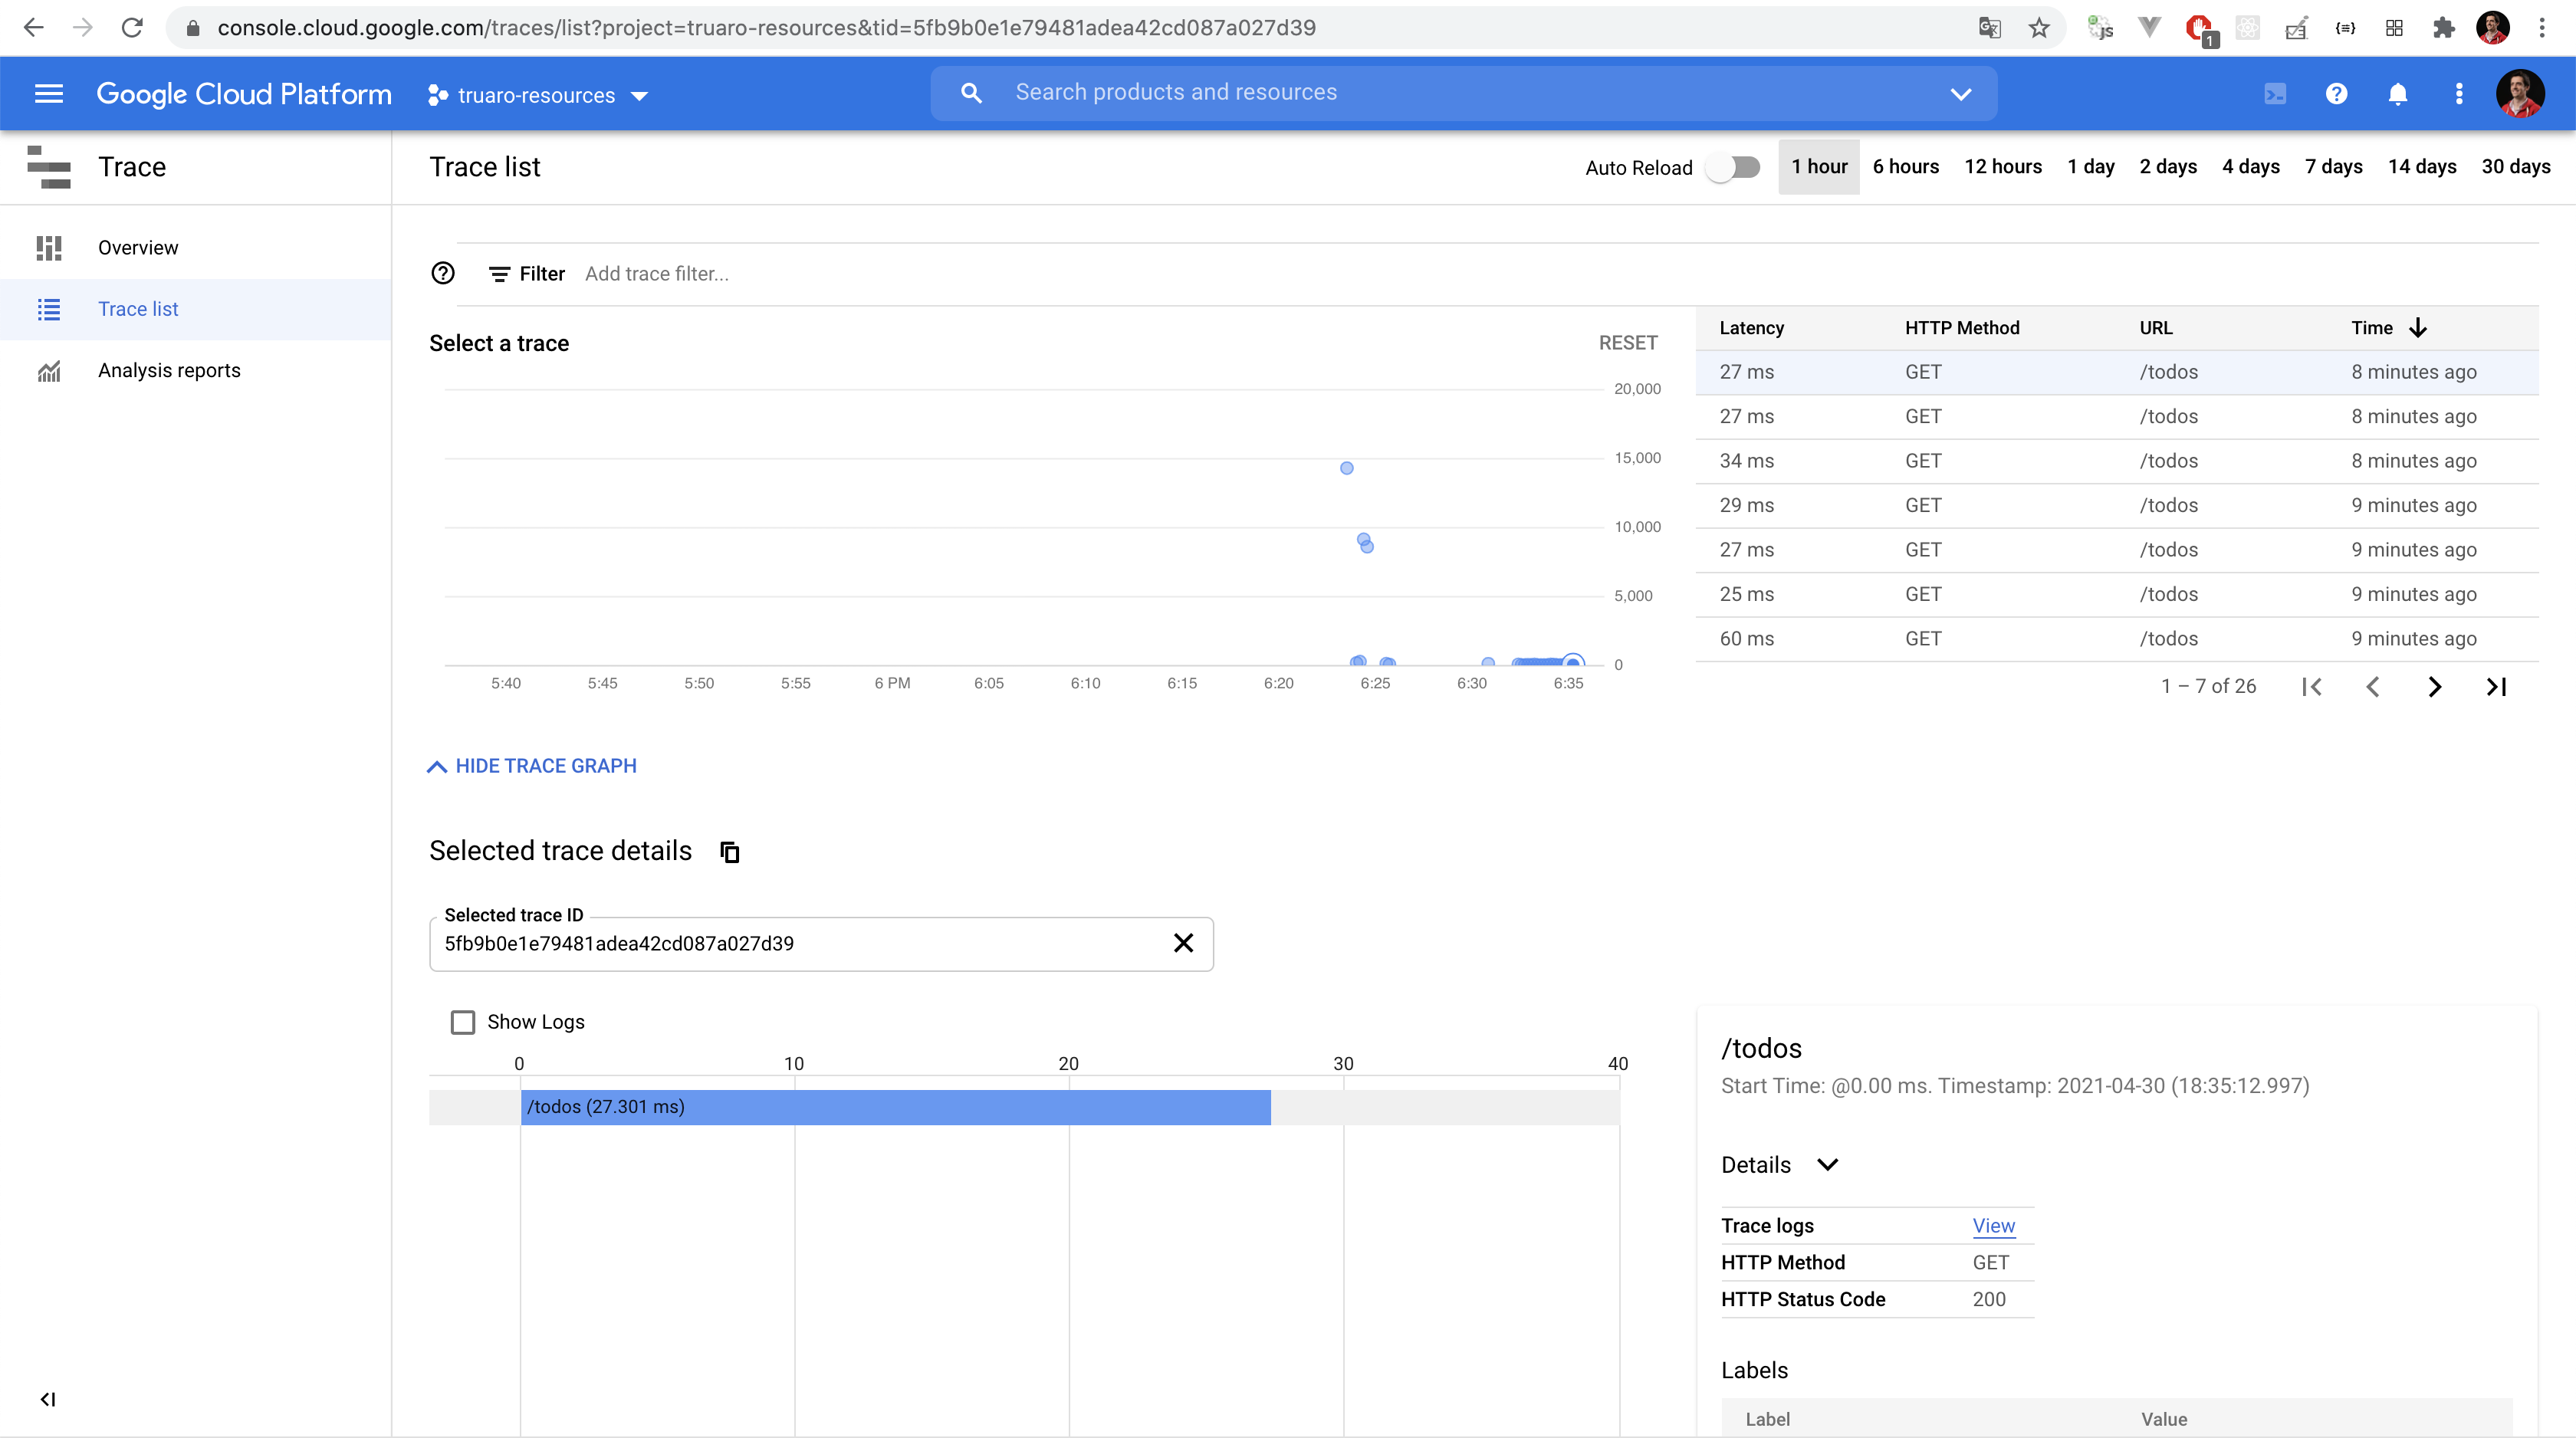 console.cloud.google.com/traces/list?project=truaro-resources&tid=5fb9b0e1e79481adea42cd087a027d39
JS
1
Google Cloud Platform
truaro-resources
Search products and resources
Trace
Trace list
Auto Reload
1 hour 6 hours 12 hours 1 day 2 days 4 days 7 days 14 days 30 days
Overview
Trace list
Analysis reports
Filter Add trace filter...
Select a trace
RESET
20,000
15,000
10,000
5,000
0
5:40 5:45 5:50 5:55 6 PM 6:05 6:10 6:15 6:20 6:25 6:30 6:35
Latency HTTP Method URL Time
27 ms GET /todos 8 minutes ago
27 ms GET /todos 8 minutes ago
34 ms GET /todos 8 minutes ago
29 ms GET /todos 9 minutes ago
27 ms GET /todos 9 minutes ago
25 ms GET /todos 9 minutes ago
60 ms GET /todos 9 minutes ago
1 – 7 of 26
HIDE TRACE GRAPH
Selected trace details
Selected trace ID
5fb9b0e1e79481adea42cd087a027d39
Show Logs
0 10 20 30 40
/todos (27.301 ms)
/todos
Start Time: @0.00 ms. Timestamp: 2021-04-30 (18:35:12.997)
Details
Trace logs View
HTTP Method GET
HTTP Status Code 200
Labels
Label Value